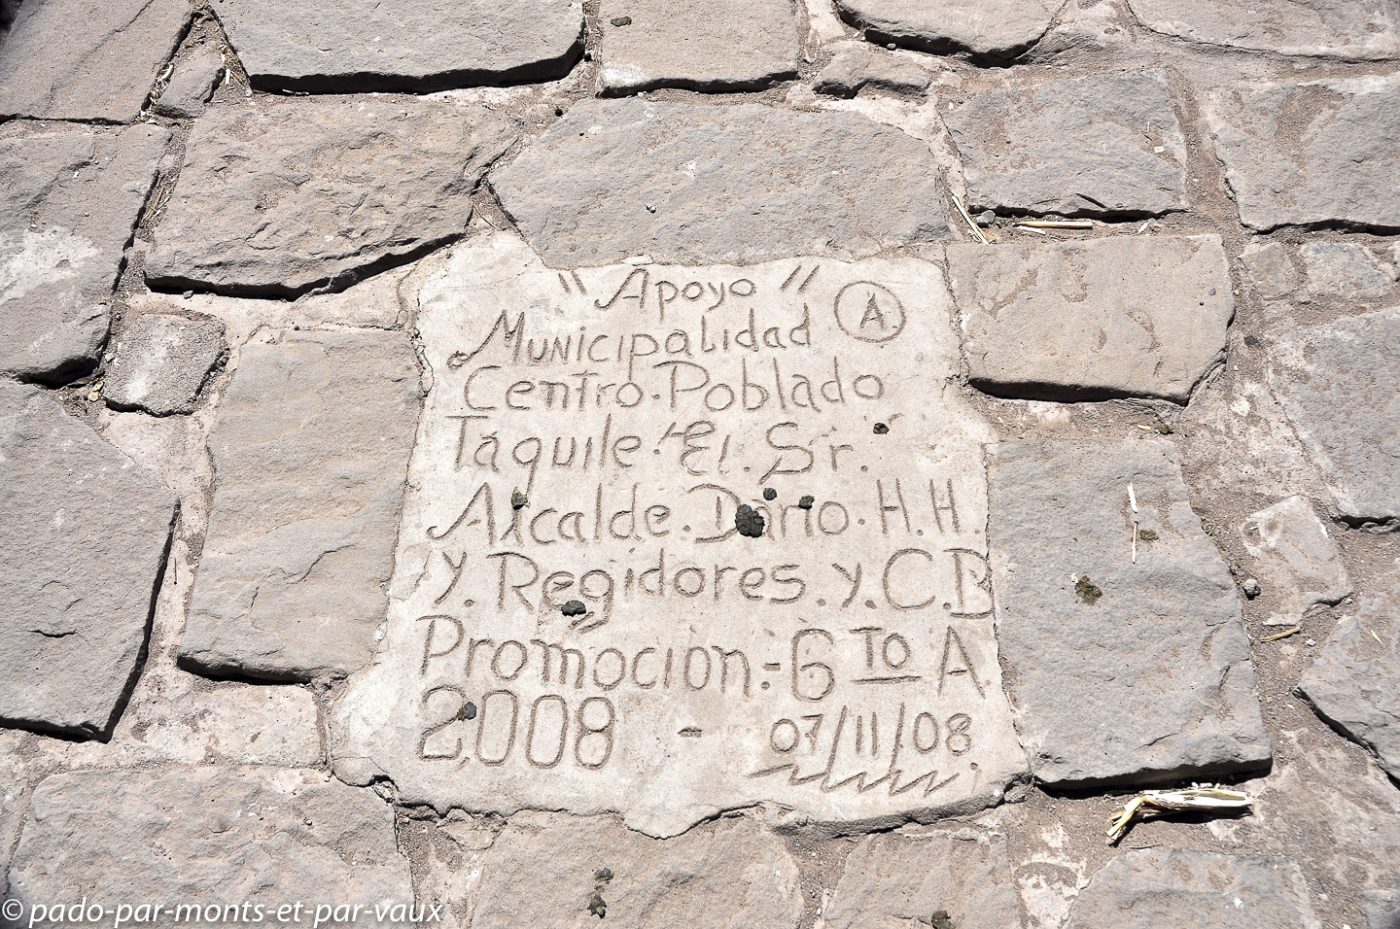 "Apoyo"
Municipalidad A.
Centro.Poblado
Taquile. "El. Sr.
Alcalde. Dario. H.H.
y. Regidores. y. C.B
"
Promoción.- 6 TO A
2,008 - 07/11/08
© pado-par-monts-et-par-vaux